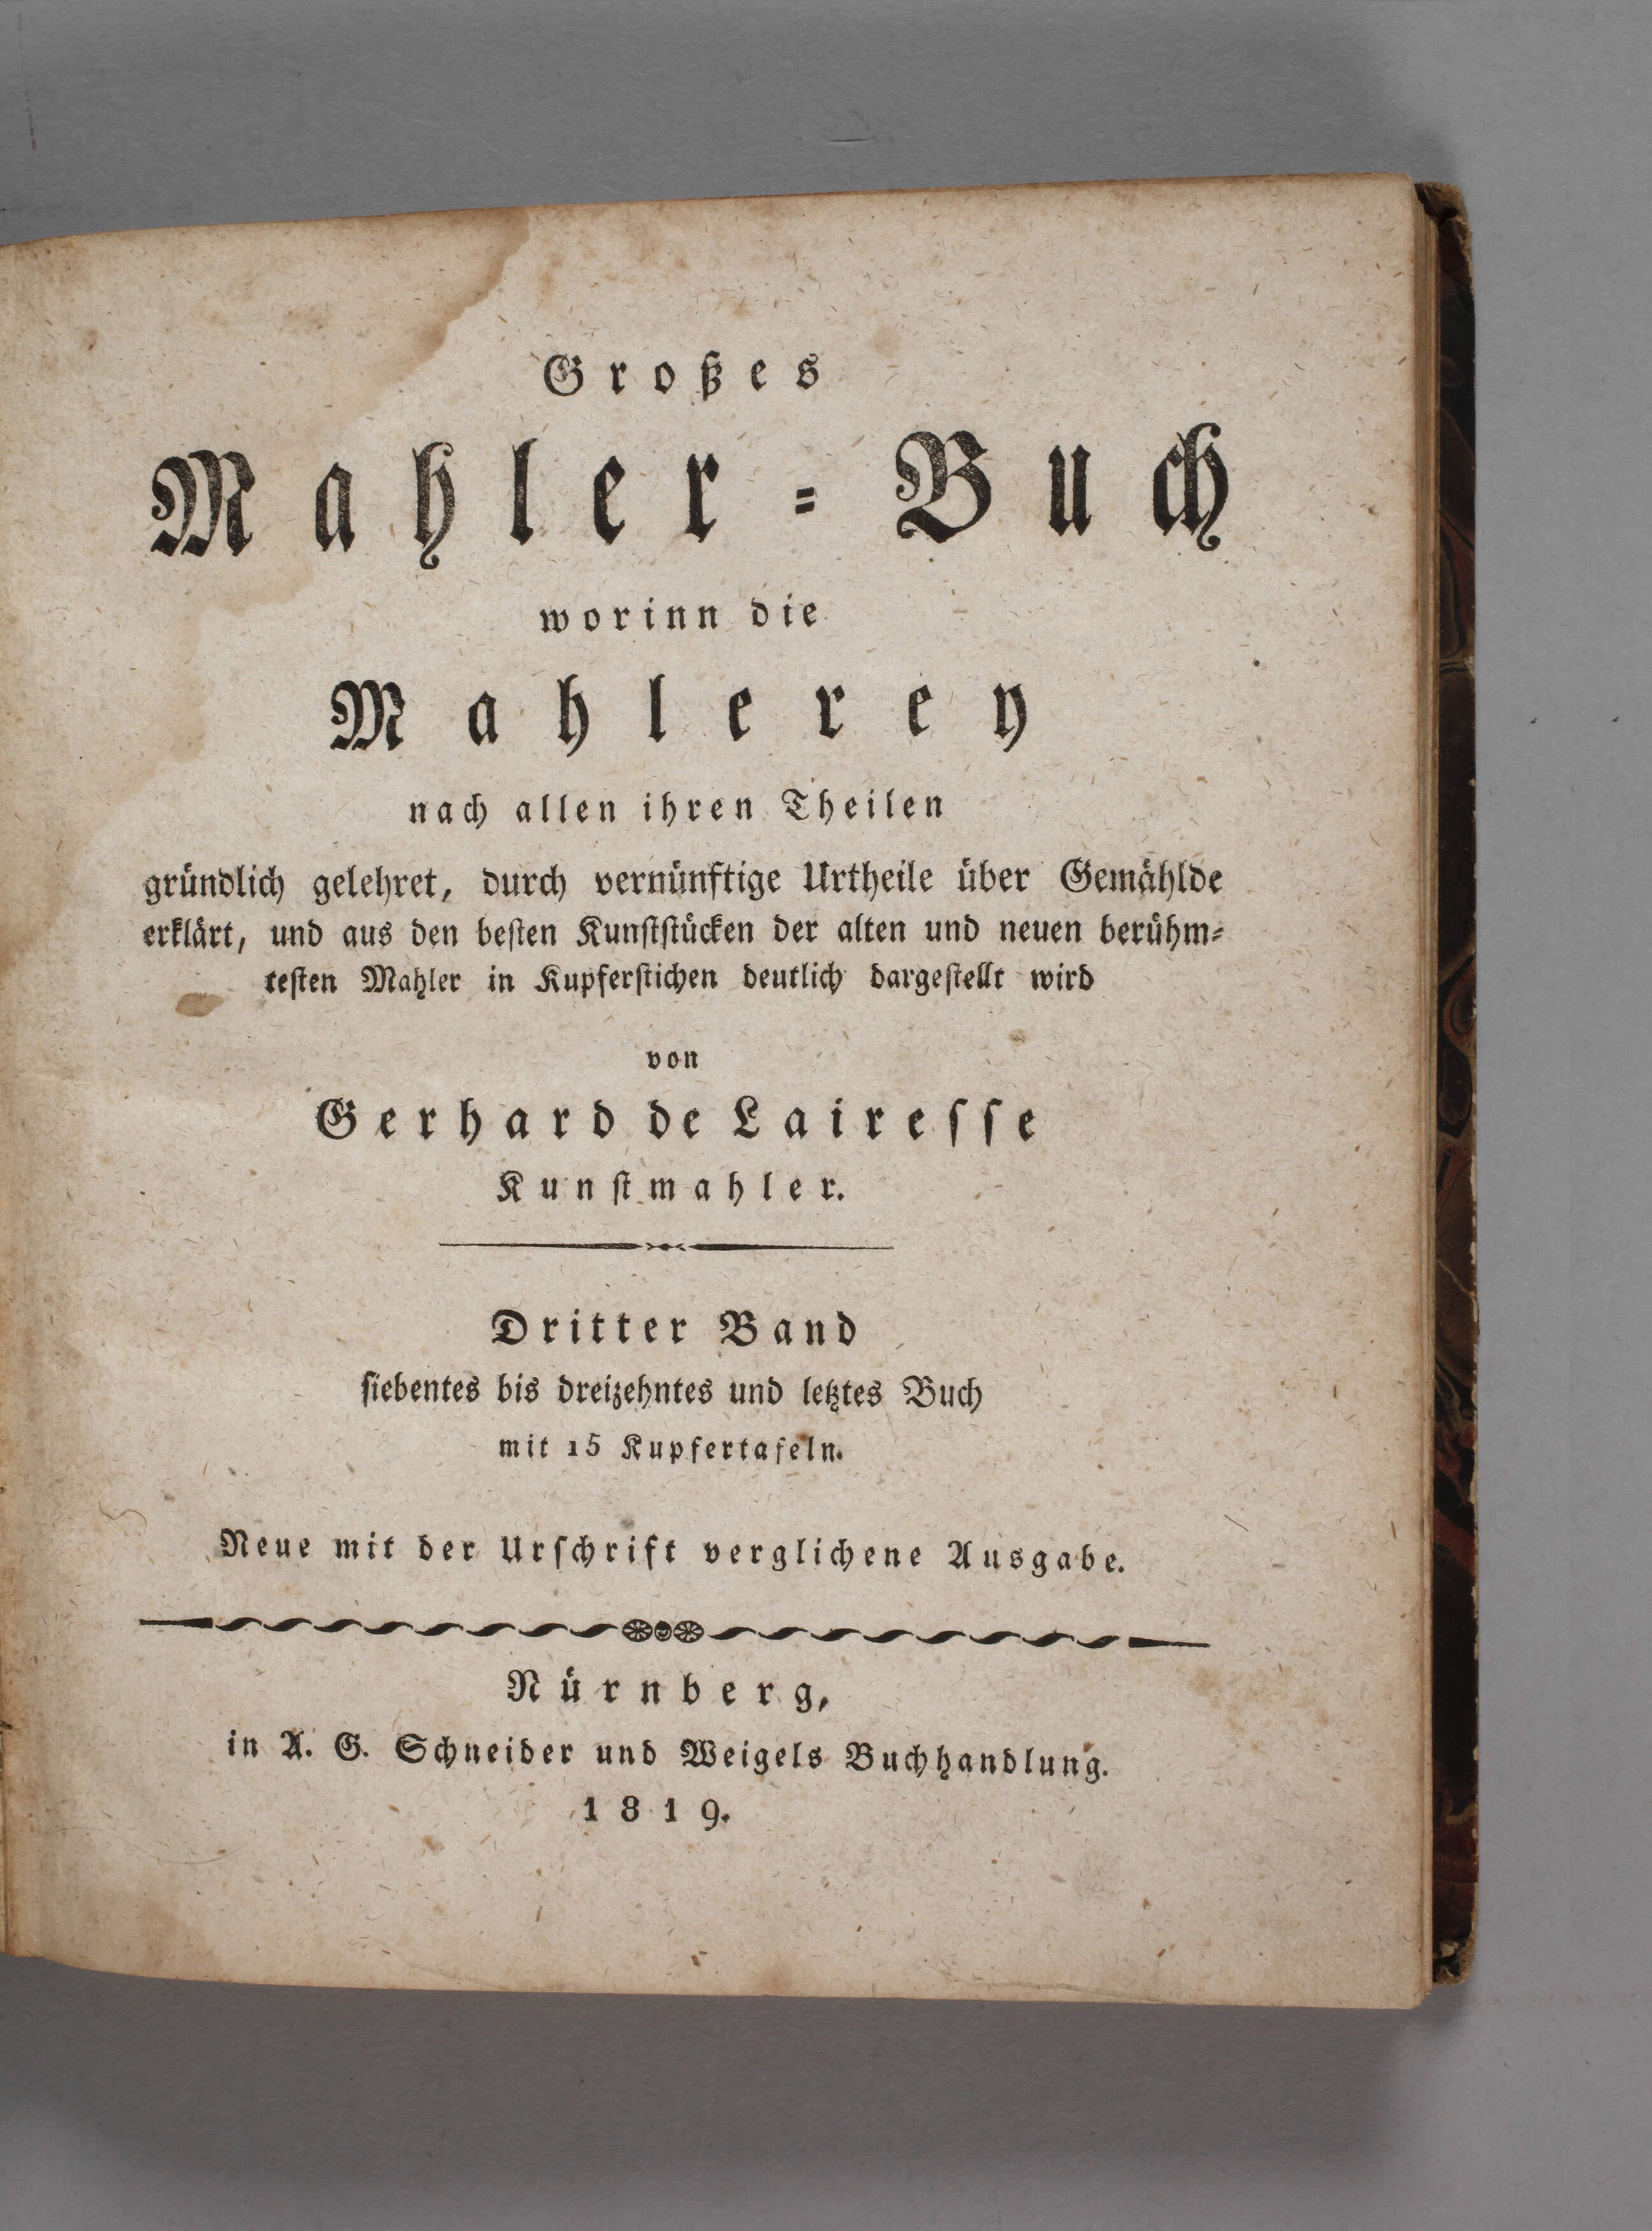 Großes
Mahler-Buch
worinn die
Mahlerey
nach allen ihren Theilen
gründlich gelehret, durch vernünftige Urtheile über Gemählde
erklärt, und aus den besten Kunststücken der alten und neuen berühm-
testen Mahler in Kupferstichen deutlich dargestellt wird
von
Gerhard de Lairesse
Kunstmahler.
Dritter Band
siebentes bis dreizehntes und letztes Buch
mit 15 Kupfertafeln.
Neue mit der Urschrift verglichene Ausgabe.
Nürnberg,
in A. G. Schneider und Weigels Buchhandlung.
1819.